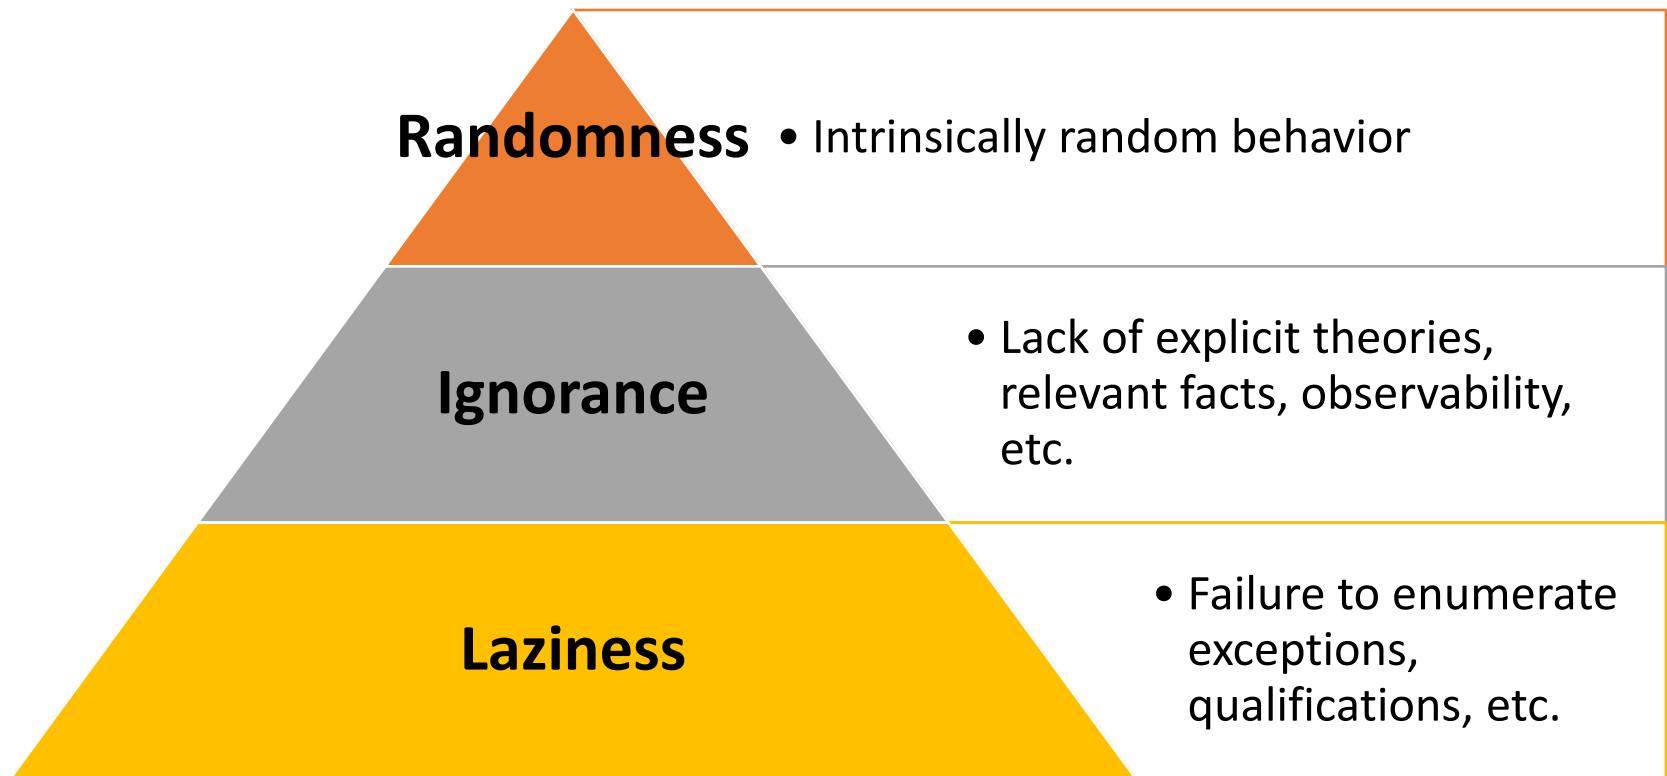 Randomness
• Intrinsically random behavior
Ignorance
• Lack of explicit theories,
relevant facts, observability,
etc.
Laziness
• Failure to enumerate
exceptions,
qualifications, etc.